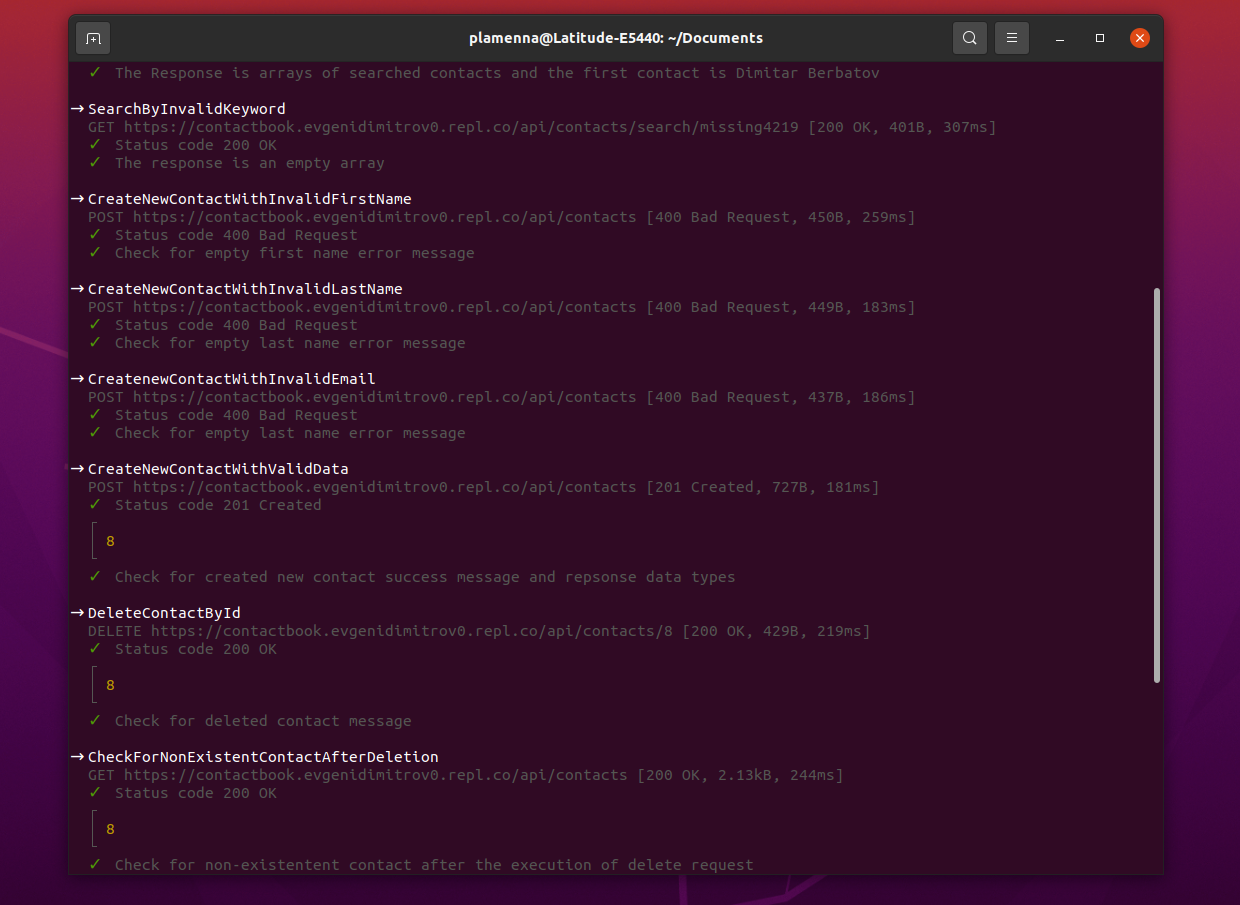 plamenna@Latitude-E5440: ~/Documents
✓ The Response is arrays of searched contacts and the first contact is Dimitar Berbatov
→ SearchByInvalidKeyword
GET https://contactbook.evgenidimitrov0.repl.co/api/contacts/search/missing4219 [200 OK, 401B, 307ms]
✓ Status code 200 OK
✓ The response is an empty array
→ CreateNewContactWithInvalidFirstName
POST https://contactbook.evgenidimitrov0.repl.co/api/contacts [400 Bad Request, 450B, 259ms]
✓ Status code 400 Bad Request
✓ Check for empty first name error message
→ CreateNewContactWithInvalidLastName
POST https://contactbook.evgenidimitrov0.repl.co/api/contacts [400 Bad Request, 449B, 183ms]
✓ Status code 400 Bad Request
✓ Check for empty last name error message
→ CreatenewContactWithInvalidEmail
POST https://contactbook.evgenidimitrov0.repl.co/api/contacts [400 Bad Request, 437B, 186ms]
✓ Status code 400 Bad Request
✓ Check for empty last name error message
→ CreateNewContactWithValidData
POST https://contactbook.evgenidimitrov0.repl.co/api/contacts [201 Created, 727B, 181ms]
✓ Status code 201 Created
8
✓ Check for created new contact success message and repsonse data types
→ DeleteContactById
DELETE https://contactbook.evgenidimitrov0.repl.co/api/contacts/8 [200 OK, 429B, 219ms]
✓ Status code 200 OK
8
✓ Check for deleted contact message
→ CheckForNonExistentContactAfterDeletion
GET https://contactbook.evgenidimitrov0.repl.co/api/contacts [200 OK, 2.13kB, 244ms]
✓ Status code 200 OK
8
✓ Check for non-existentent contact after the execution of delete request